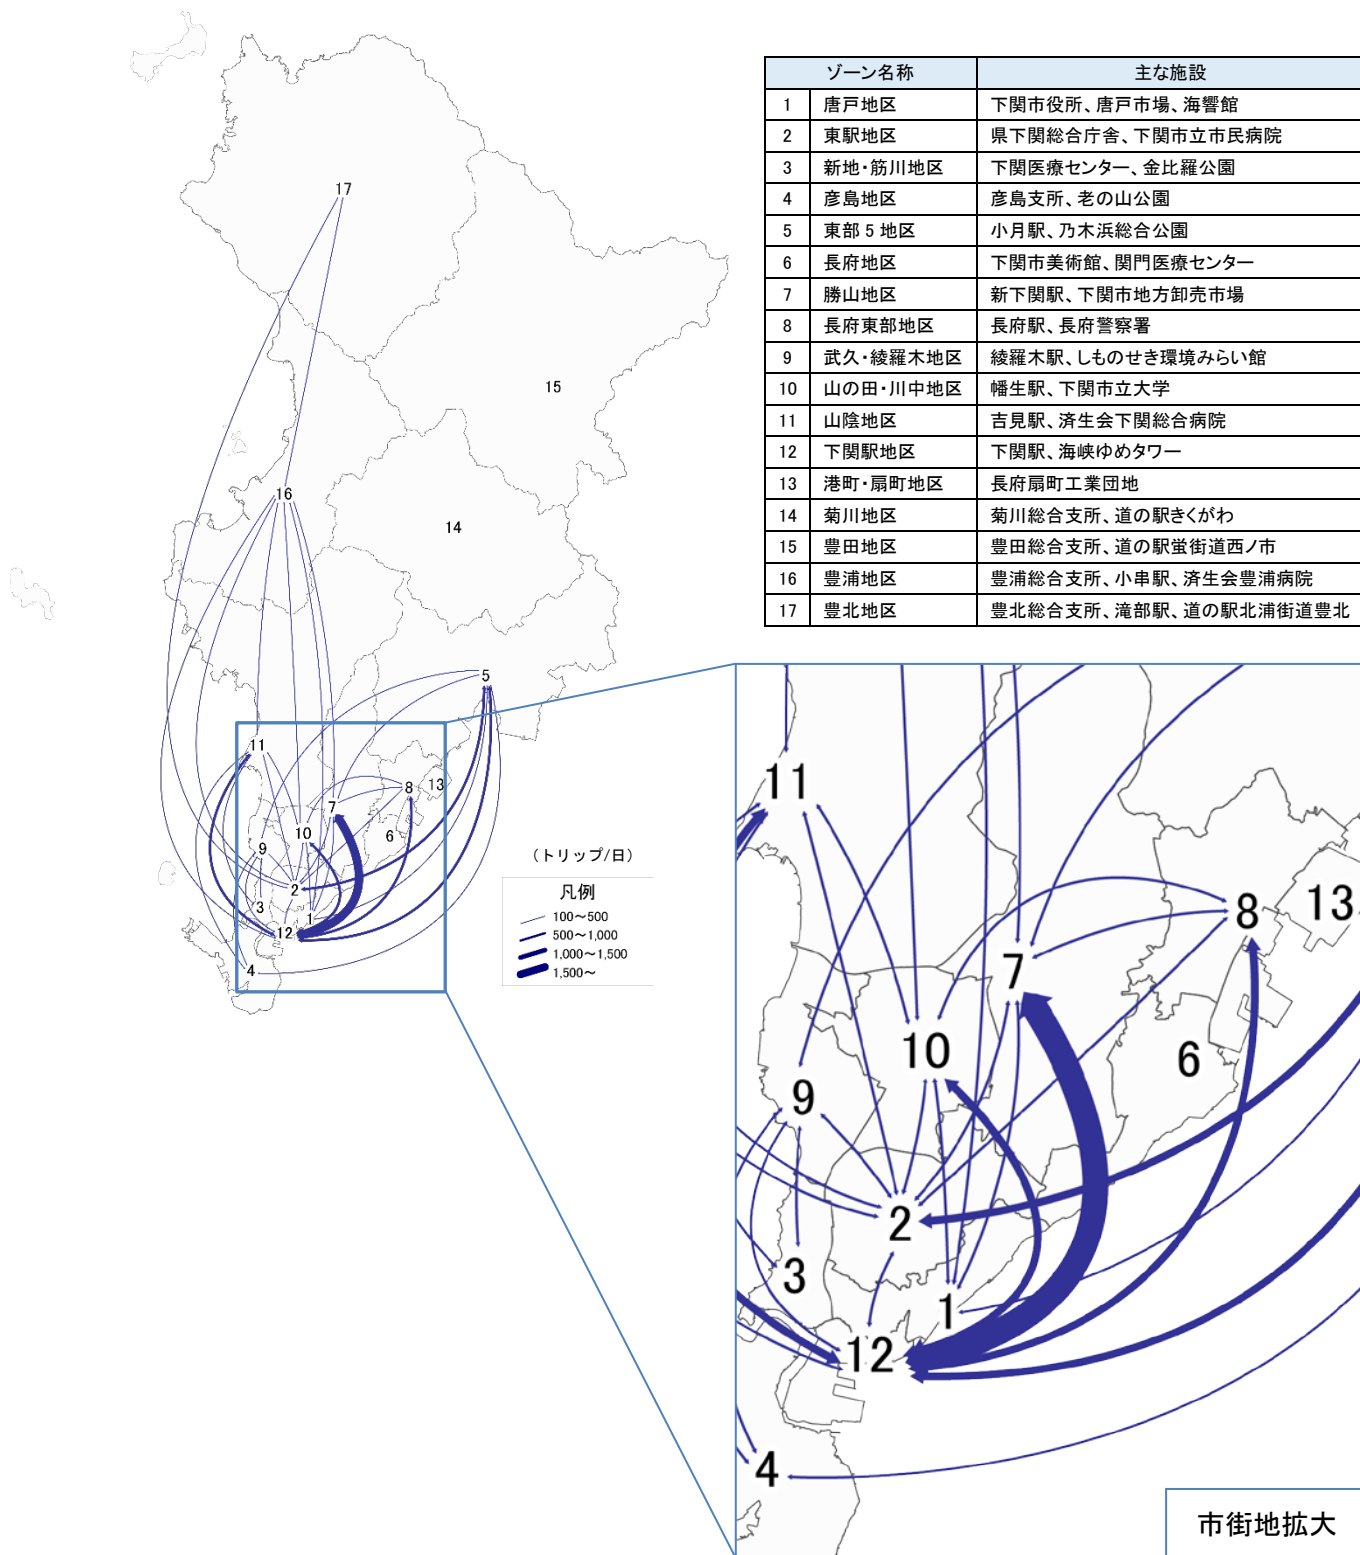 ゾーン名称 主な施設
1 唐戸地区 下関市役所、唐戸市場、海響館
2 東駅地区 県下関総合庁舎、下関市立市民病院
3 新地・筋川地区 下関医療センター、金比羅公園
4 彦島地区 彦島支所、老の山公園
5 東部5地区 小月駅、乃木浜総合公園
6 長府地区 下関市美術館、関門医療センター
7 勝山地区 新下関駅、下関市地方卸売市場
8 長府東部地区 長府駅、長府警察署
9 武久・綾羅木地区 綾羅木駅、しものせき環境みらい館
10 山の田・川中地区 幡生駅、下関市立大学
11 山陰地区 吉見駅、済生会下関総合病院
12 下関駅地区 下関駅、海峡ゆめタワー
13 港町・扇町地区 長府扇町工業団地
14 菊川地区 菊川総合支所、道の駅きくがわ
15 豊田地区 豊田総合支所、道の駅蛍街道西ノ市
16 豊浦地区 豊浦総合支所、小串駅、済生会豊浦病院
17 豊北地区 豊北総合支所、滝部駅、道の駅北浦街道豊北
17
15
16
14
5
11
8
13
7
10
6
9
2
3
1
12
4
（トリップ/日）
凡例
100～500
500～1,000
1,000～1,500
1,500～
11
8
13
7
10
6
9
2
3
1
12
4
市街地拡大